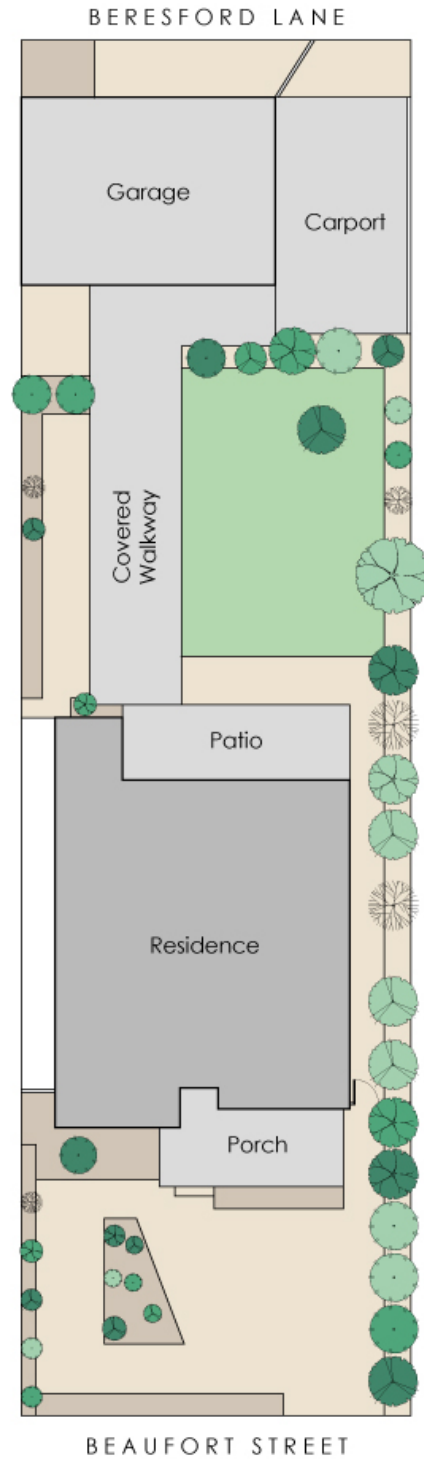 BERESFORD LANE
Garage
Carport
Covered
Walkway
Patio
Residence
Porch
BEAUFORT STREET